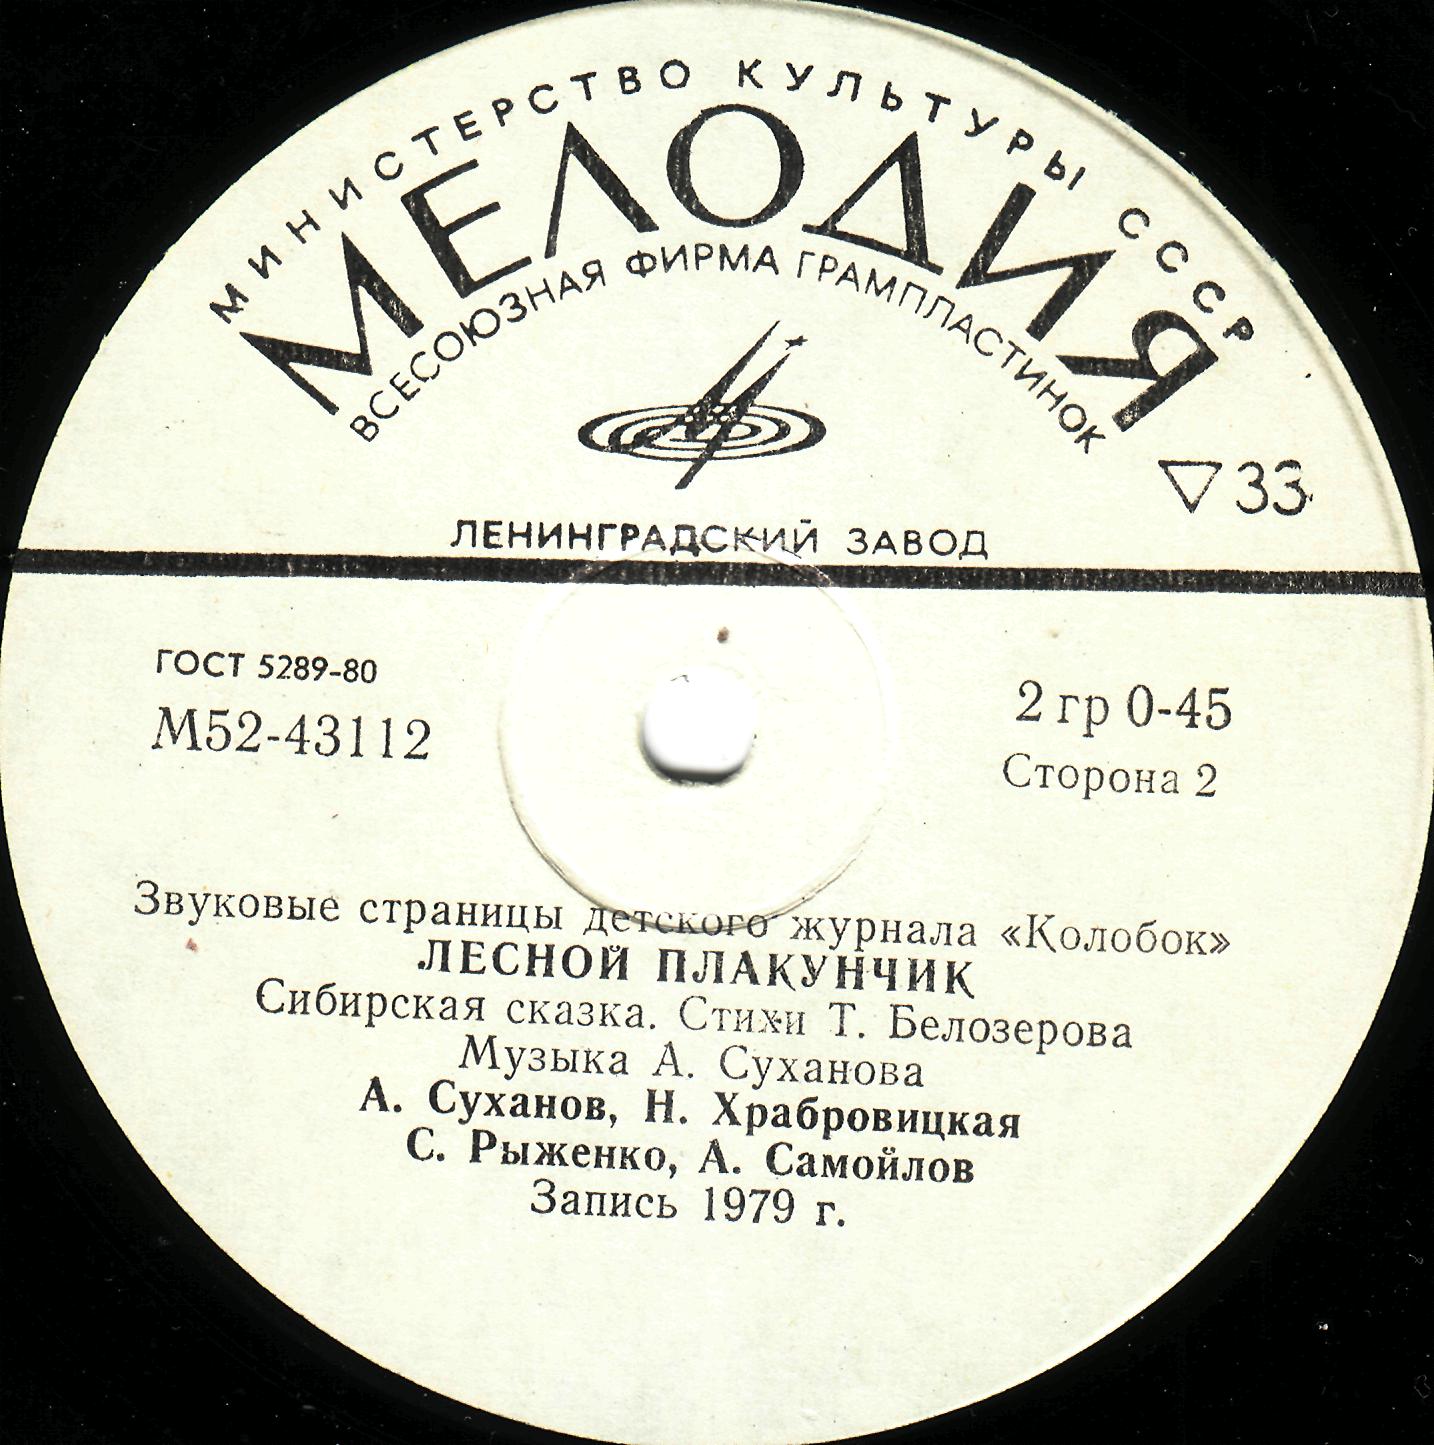 МИНИСТЕРСТВО КУЛЬТУРЫ СССР
МЕЛОДИЯ
ВСЕСОЮЗНАЯ ФИРМА ГРАМПЛАСТИНОК
▽33
ЛЕНИНГРАДСКИЙ ЗАВОД
ГОСТ 5289-80
М52-43112
2 гр 0-45
Сторона 2
Звуковые страницы детского журнала «Колобок»
ЛЕСНОЙ ПЛАКУНЧИК
Сибирская сказка. Стихи Т. Белозерова
Музыка А. Суханова
А. Суханов, Н. Храбровицкая
С. Рыженко, А. Самойлов
Запись 1979 г.